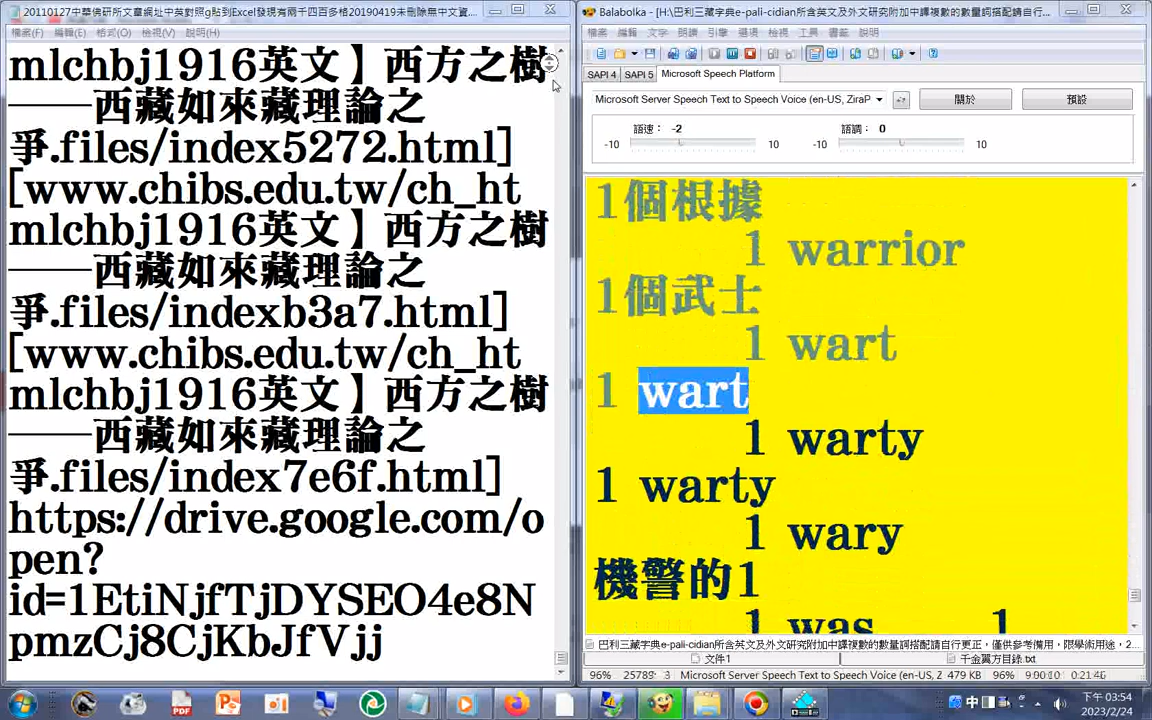 20110127中華佛研所文章網址中英對照g貼到Excel發現有兩千四百多格20190419未刪除無中文資...
檔案(F) 編輯(E) 格式(O) 檢視(V) 說明(H)
mlchbj1916英文】西方之樹
——西藏如來藏理論之
爭.files/index5272.html]
[www.chibs.edu.tw/ch_ht
mlchbj1916英文】西方之樹
——西藏如來藏理論之
爭.files/indexb3a7.html]
[www.chibs.edu.tw/ch_ht
mlchbj1916英文】西方之樹
——西藏如來藏理論之
爭.files/index7e6f.html]
https://drive.google.com/o
pen?
id=1EtiNjfTjDYSEO4e8N
pmzCj8CjKbJfVjj
Balabolka - [H:\巴利三藏字典e-pali-cidian所含英文及外文研究附加中譯複數的數量詞搭配請自行更正,...
檔案 編輯 文字 朗讀 引擎 選項 檢視 工具 書籤 說明
SAPI 4 SAPI 5 Microsoft Speech Platform
Microsoft Server Speech Text to Speech Voice (en-US, ZiraP
關於
預設
語速: -2 語調: 0
-10 10 -10 10
1個根據
1 warrior
1個武士
1 wart
1 wart
1 warty
1 warty
1 wary
機警的1
1 was 1
巴利三藏字典e-pali-cidian所含英文及外文研究附加中譯複數的數量詞搭配請自行更正,僅供參考備用,限學術用途,2...
文件1 千金翼方目錄.txt
96% 25789 Microsoft Server Speech Text to Speech Voice (en-U 479 KB 96% 9:00:10 0:21:46
中
下午 03:54
2023/2/24